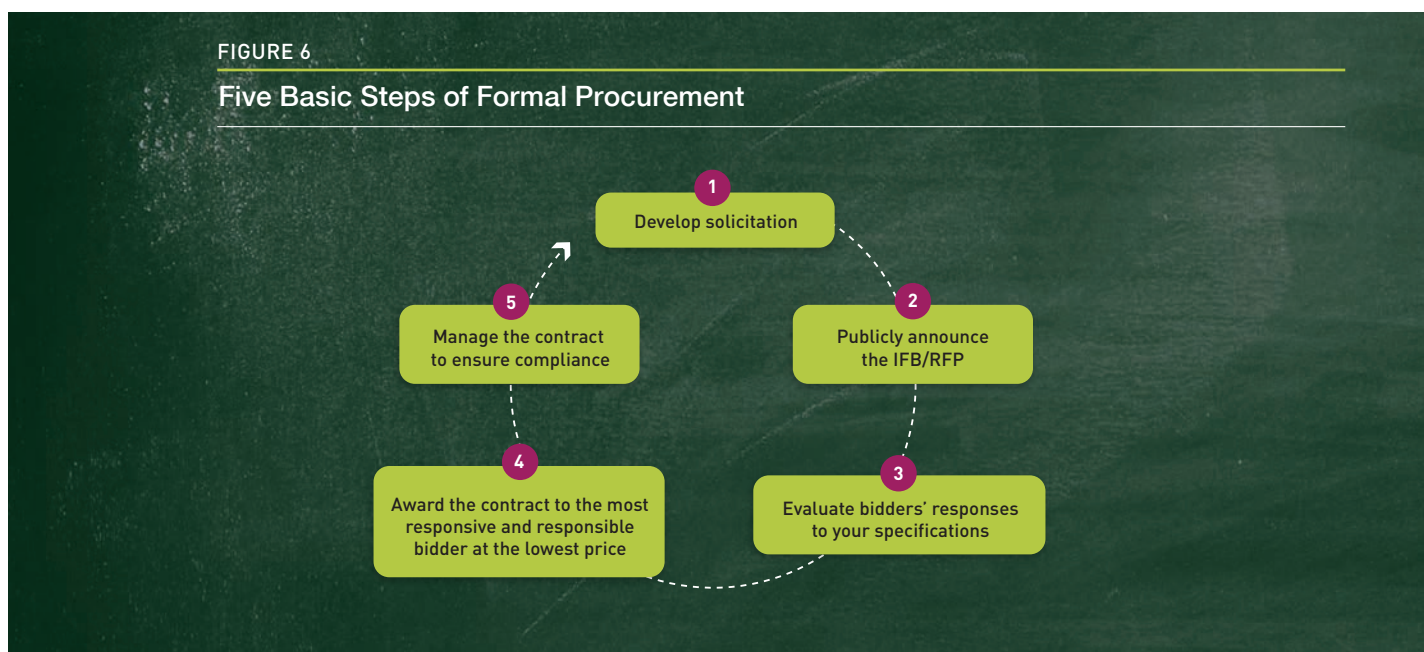 FIGURE 6
Five Basic Steps of Formal Procurement
1
Develop solicitation
2
Publicly announce
the IFB/RFP
3
Evaluate bidders’ responses
to your specifications
4
Award the contract to the most
responsive and responsible
bidder at the lowest price
5
Manage the contract
to ensure compliance